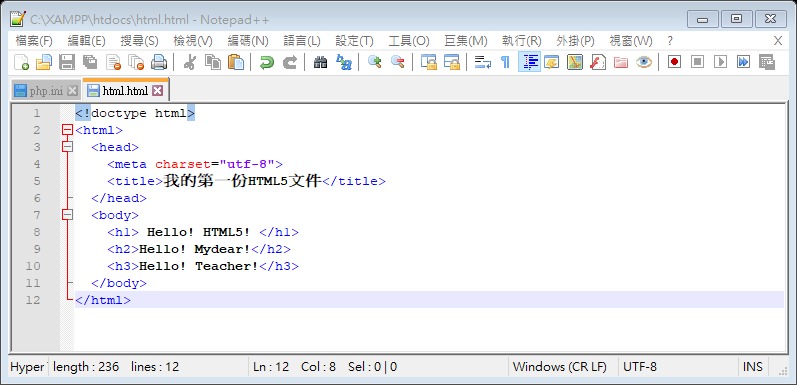 C:\XAMPP\htdocs\html.html - Notepad++
檔案(F) 編輯(E) 搜尋(S) 檢視(V) 編碼(N) 語言(L) 設定(T) 工具(O) 巨集(M) 執行(R) 外掛(P) 視窗(W) ? X
php.ini html.html
1 <!doctype html>
2 <html>
3 <head>
4 <meta charset="utf-8">
5 <title>我的第一份HTML5文件</title>
6 </head>
7 <body>
8 <h1> Hello! HTML5! </h1>
9 <h2>Hello! Mydear!</h2>
10 <h3>Hello! Teacher!</h3>
11 </body>
12 </html>
Hyper length : 236 lines : 12 Ln : 12 Col : 8 Sel : 0 | 0 Windows (CR LF) UTF-8 INS